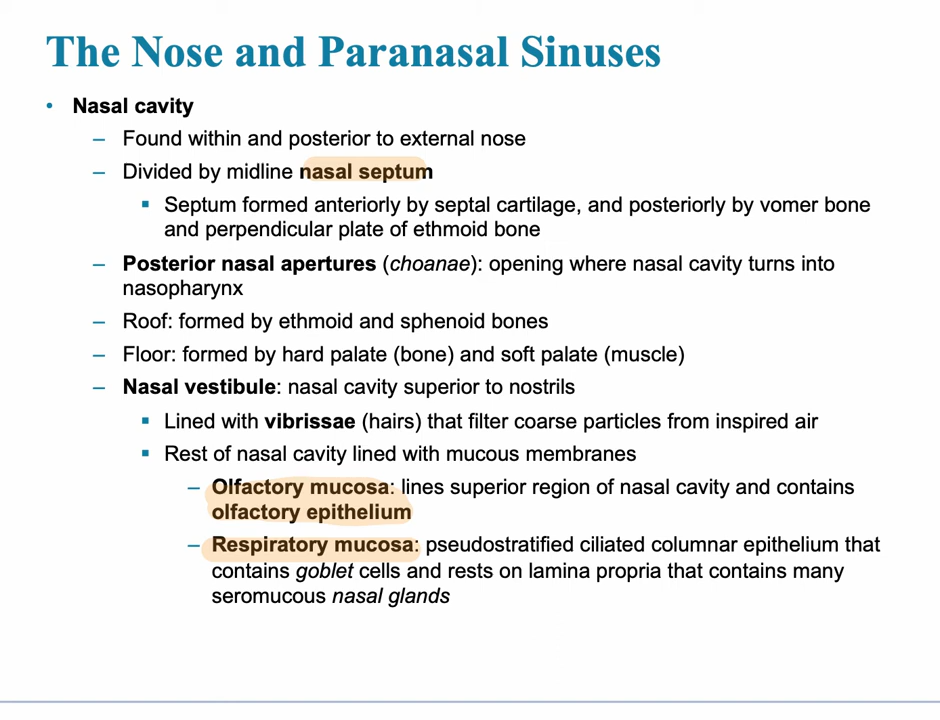 The Nose and Paranasal Sinuses
• Nasal cavity
– Found within and posterior to external nose
– Divided by midline nasal septum
▪ Septum formed anteriorly by septal cartilage, and posteriorly by vomer bone
and perpendicular plate of ethmoid bone
– Posterior nasal apertures (choanae): opening where nasal cavity turns into
nasopharynx
– Roof: formed by ethmoid and sphenoid bones
– Floor: formed by hard palate (bone) and soft palate (muscle)
– Nasal vestibule: nasal cavity superior to nostrils
▪ Lined with vibrissae (hairs) that filter coarse particles from inspired air
▪ Rest of nasal cavity lined with mucous membranes
– Olfactory mucosa: lines superior region of nasal cavity and contains
olfactory epithelium
– Respiratory mucosa: pseudostratified ciliated columnar epithelium that
contains goblet cells and rests on lamina propria that contains many
seromucous nasal glands